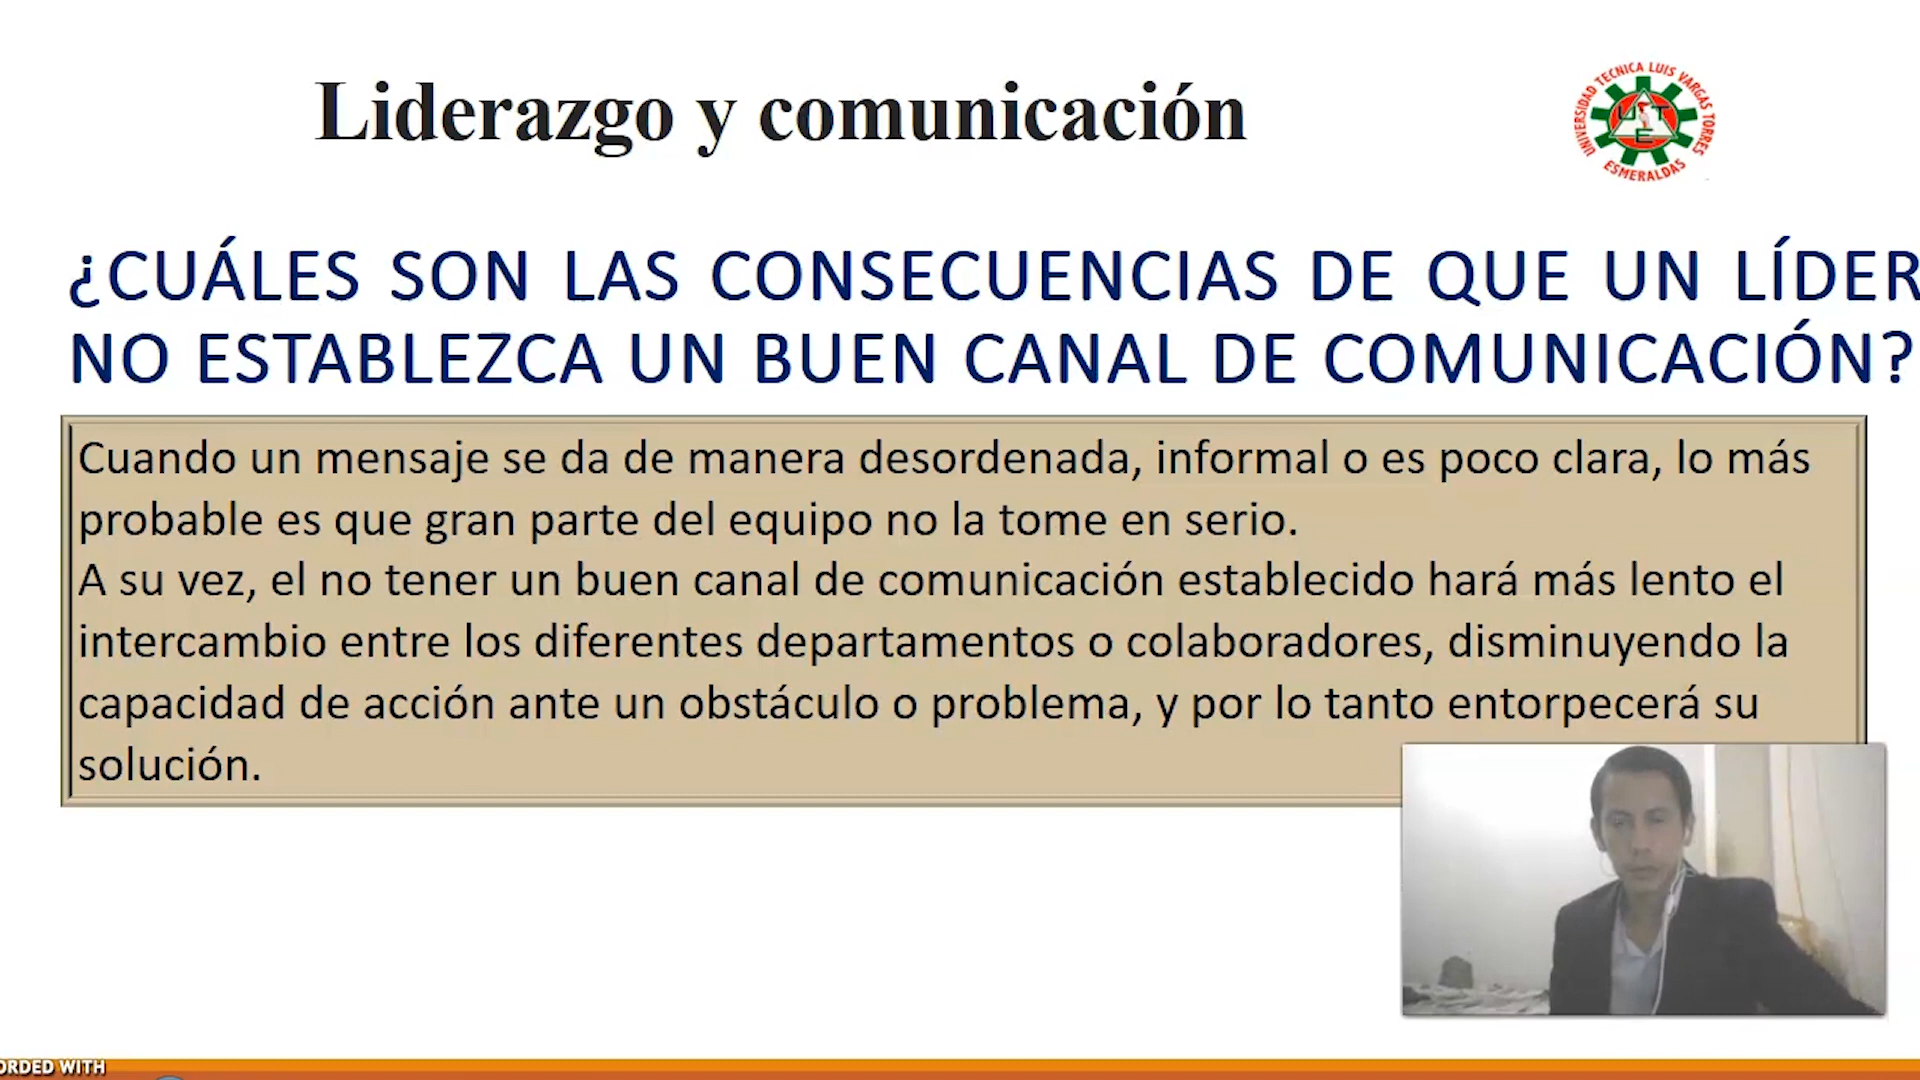 Liderazgo y comunicación
UNIVERSIDAD TECNICA LUIS VARGAS TORRES
UTE
ESMERALDAS
¿CUÁLES SON LAS CONSECUENCIAS DE QUE UN LÍDER
NO ESTABLEZCA UN BUEN CANAL DE COMUNICACIÓN?
Cuando un mensaje se da de manera desordenada, informal o es poco clara, lo más
probable es que gran parte del equipo no la tome en serio.
A su vez, el no tener un buen canal de comunicación establecido hará más lento el
intercambio entre los diferentes departamentos o colaboradores, disminuyendo la
capacidad de acción ante un obstáculo o problema, y por lo tanto entorpecerá su
solución.
ORDED WITH